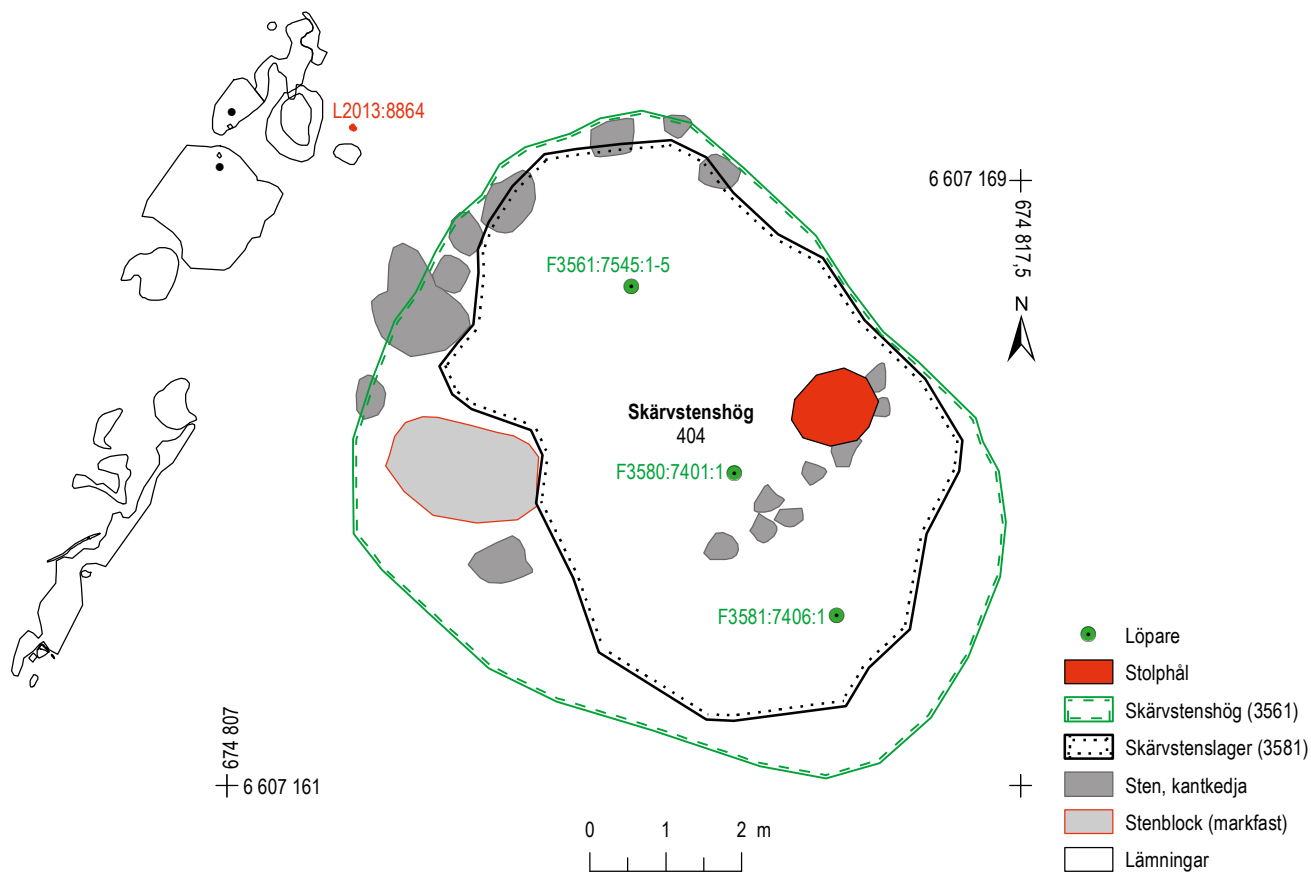 L2013:8864
6 607 169
674 817,5
N
F3561:7545:1-5
Skärvstenshög
404
F3580:7401:1
F3581:7406:1
674 807
6 607 161
0 1 2 m
Löpare
Stolphål
Skärvstenshög (3561)
Skärvstenslager (3581)
Sten, kantkedja
Stenblock (markfast)
Lämningar